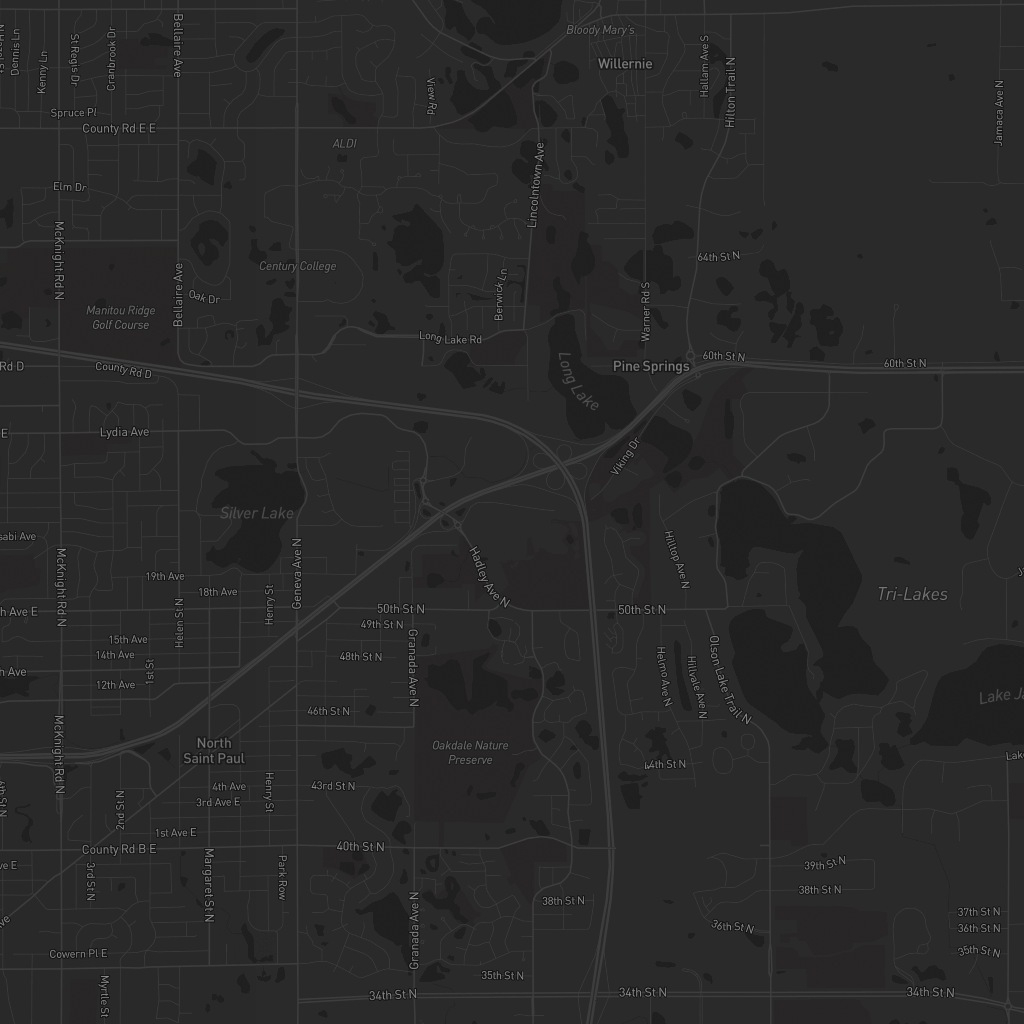 Bloody Mary's
Willernie
Bellaire Ave
Dennis Ln
Kenny Ln
St Regis Dr
Cranbrook Dr
View Rd
Hallam Ave S
Hilton Trail N
Jamaca Ave N
Spruce Pl
County Rd E E
ALDI
Lincolntown Ave
Elm Dr
McKnight Rd N
Century College
64th St N
Bellaire Ave
Oak Dr
Berwick Ln
Warner Rd S
Manitou Ridge
Golf Course
Long Lake Rd
Long Lake
Pine Springs
60th St N
60th St N
Rd D
County Rd D
E
Lydia Ave
Viking Dr
Silver Lake
sabi Ave
McKnight Rd N
Geneva Ave N
Hadley Ave N
Hilltop Ave N
Tri-Lakes
19th Ave
18th Ave
Henry St
Helen St N
h Ave E
50th St N
50th St N
49th St N
15th Ave
14th Ave
1st St
12th Ave
n Ave
48th St N
Granada Ave N
Helmo Ave N
Hillvale Ave N
Olson Lake Trail N
Lake Ja
46th St N
McKnight Rd N
North
Saint Paul
Oakdale Nature
Preserve
44th St N
Lake
4th St N
Henry St
4th Ave
3rd Ave E
43rd St N
2nd St N
1st Ave E
County Rd B E
40th St N
ve E
3rd St N
Margaret St N
Park Row
39th St N
38th St N
38th St N
Granada Ave N
37th St N
36th St N
36th St N
35th St N
Cowern Pl E
Myrtle St
35th St N
34th St N
34th St N
34th St N